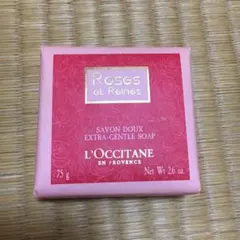 Roses
et Reines
SAVON DOUX
EXTRA-GENTLE SOAP
L'OCCITANE
EN PROVENCE
75 g Net Wt 2.6 oz.